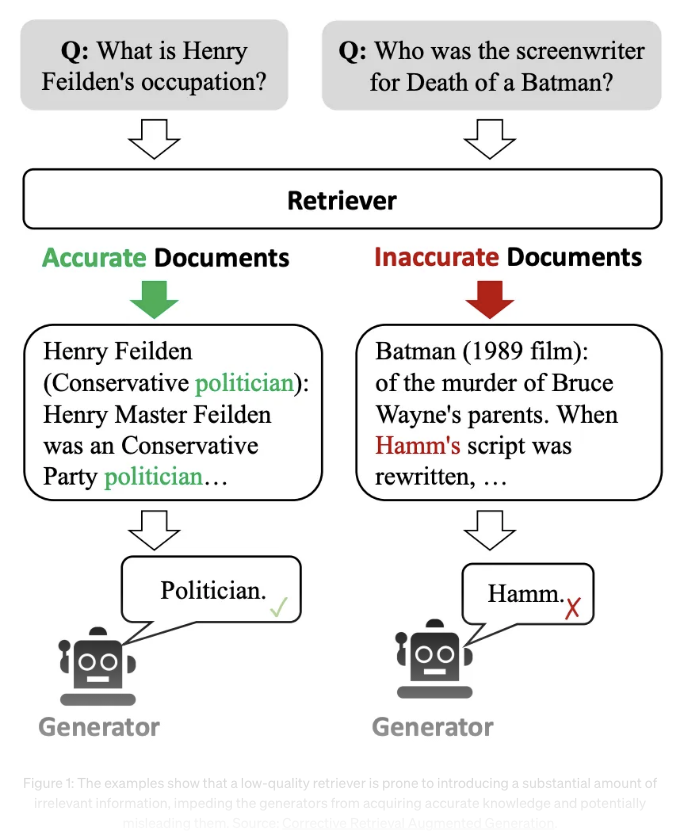 Q: What is Henry
Feilden's occupation?
Q: Who was the screenwriter
for Death of a Batman?
Retriever
Accurate Documents
Inaccurate Documents
Henry Feilden
(Conservative politician):
Henry Master Feilden
was an Conservative
Party politician…
Batman (1989 film):
of the murder of Bruce
Wayne's parents. When
Hamm's script was
rewritten, …
Politician.
Hamm.
Generator
Generator
Figure 1: The examples show that a low-quality retriever is prone to introducing a substantial amount of
irrelevant information, impeding the generators from acquiring accurate knowledge and potentially
misleading them. Source: Corrective Retrieval Augmented Generation